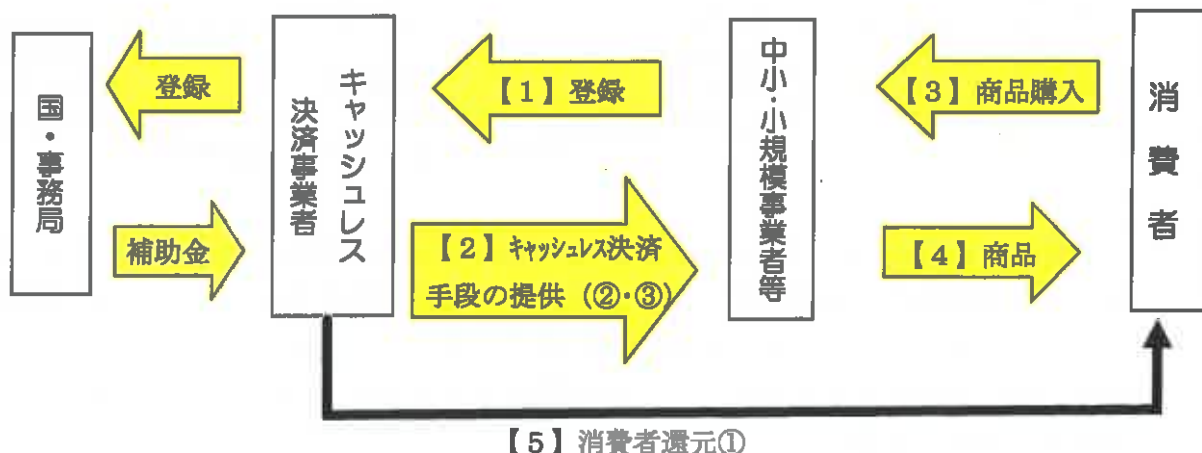 国・事務局
登録
補助金
キャッシュレス
決済事業者
【1】登録
【2】ｷｬｯｼｭﾚｽ決済
手段の提供（②・③）
中小・小規模事業者等
【3】商品購入
【4】商品
消費者
【5】消費者還元①